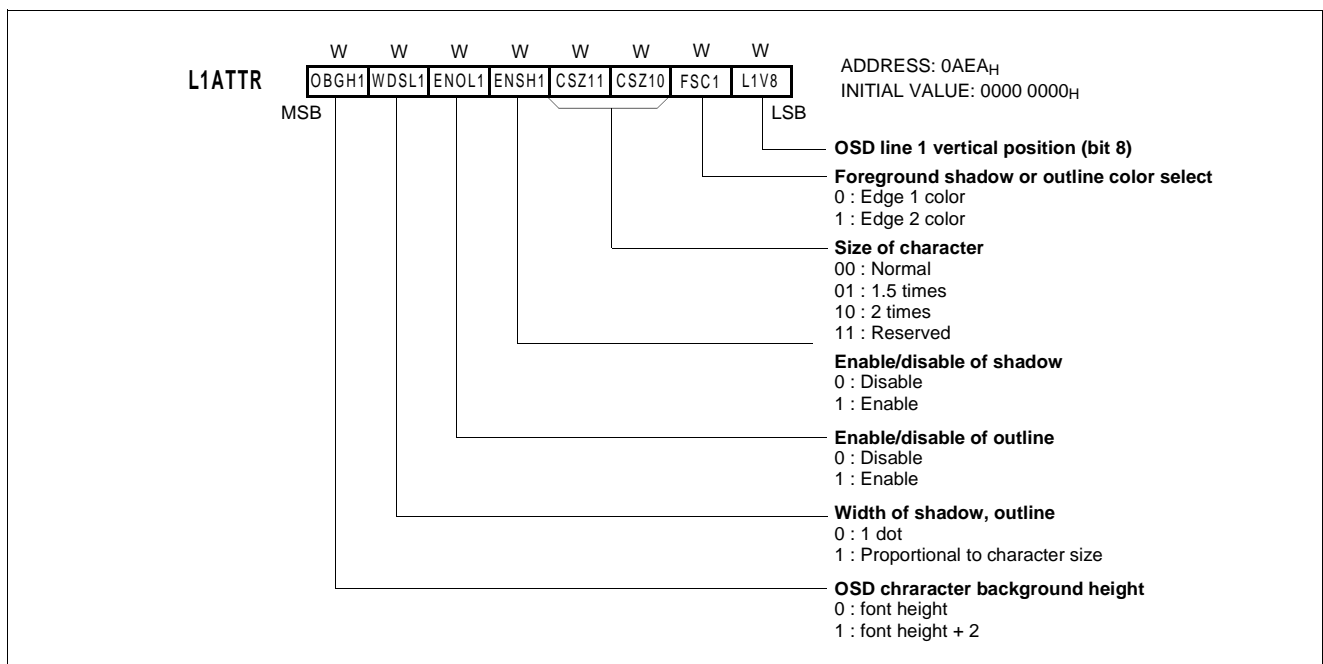 W W W W W W W W
L1ATTR OBGH1 WDSL1 ENOL1 ENSH1 CSZ11 CSZ10 FSC1 L1V8
ADDRESS: 0AEAH
INITIAL VALUE: 0000 0000H
MSB LSB
OSD line 1 vertical position (bit 8)
Foreground shadow or outline color select
0 : Edge 1 color
1 : Edge 2 color
Size of character
00 : Normal
01 : 1.5 times
10 : 2 times
11 : Reserved
Enable/disable of shadow
0 : Disable
1 : Enable
Enable/disable of outline
0 : Disable
1 : Enable
Width of shadow, outline
0 : 1 dot
1 : Proportional to character size
OSD chraracter background height
0 : font height
1 : font height + 2